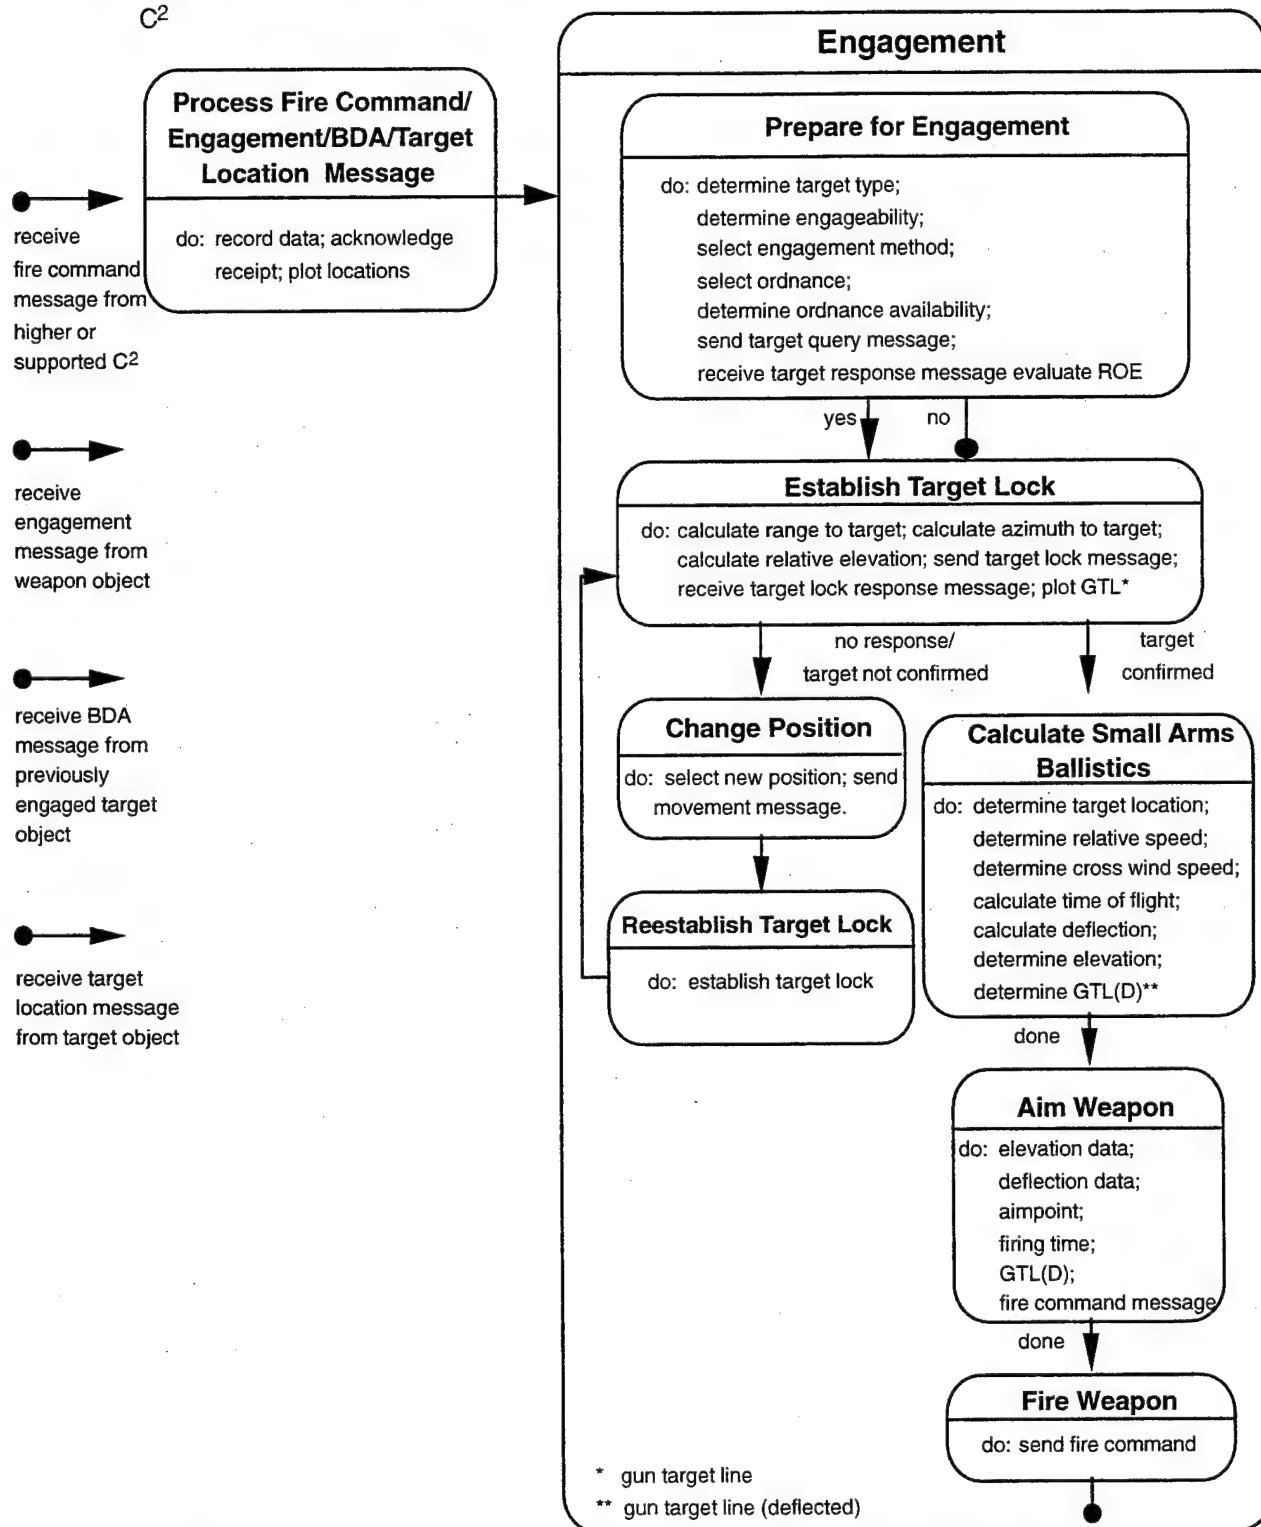 C²
Process Fire Command/
Engagement/BDA/Target
Location Message
do: record data; acknowledge
receipt; plot locations
receive
fire command
message from
higher or
supported C²
receive
engagement
message from
weapon object
receive BDA
message from
previously
engaged target
object
receive target
location message
from target object
Engagement
Prepare for Engagement
do: determine target type;
determine engageability;
select engagement method;
select ordnance;
determine ordnance availability;
send target query message;
receive target response message evaluate ROE
yes
no
Establish Target Lock
do: calculate range to target; calculate azimuth to target;
calculate relative elevation; send target lock message;
receive target lock response message; plot GTL*
no response/
target not confirmed
target
confirmed
Change Position
do: select new position; send
movement message.
Reestablish Target Lock
do: establish target lock
Calculate Small Arms
Ballistics
do: determine target location;
determine relative speed;
determine cross wind speed;
calculate time of flight;
calculate deflection;
determine elevation;
determine GTL(D)**
done
Aim Weapon
do: elevation data;
deflection data;
aimpoint;
firing time;
GTL(D);
fire command message
done
Fire Weapon
do: send fire command
* gun target line
** gun target line (deflected)